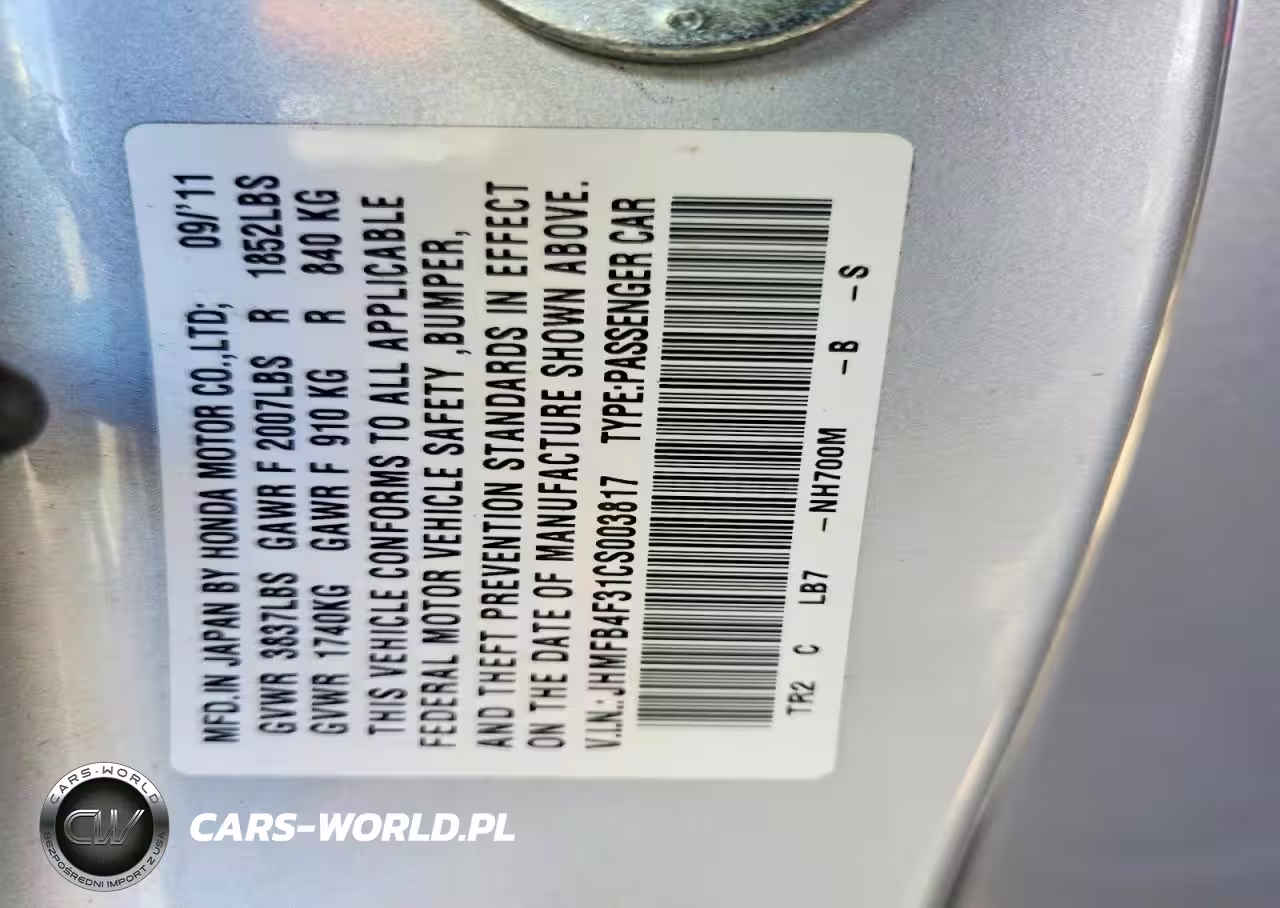 MFD.IN JAPAN BY HONDA MOTOR CO.,LTD; 09/'11
GVWR 3837LBS GAWR F 2007LBS R 1852LBS
GVWR 1740KG GAWR F 910 KG R 840 KG
THIS VEHICLE CONFORMS TO ALL APPLICABLE
FEDERAL MOTOR VEHICLE SAFETY ,BUMPER,
AND THEFT PREVENTION STANDARDS IN EFFECT
ON THE DATE OF MANUFACTURE SHOWN ABOVE.
V.I.N.: JHMFB4F31CS003817 TYPE:PASSENGER CAR
TR2 C LB7 -NH700M -B -S
CARS-WORLD
CW
BEZPOŚREDNI IMPORT Z USA
CARS-WORLD.PL